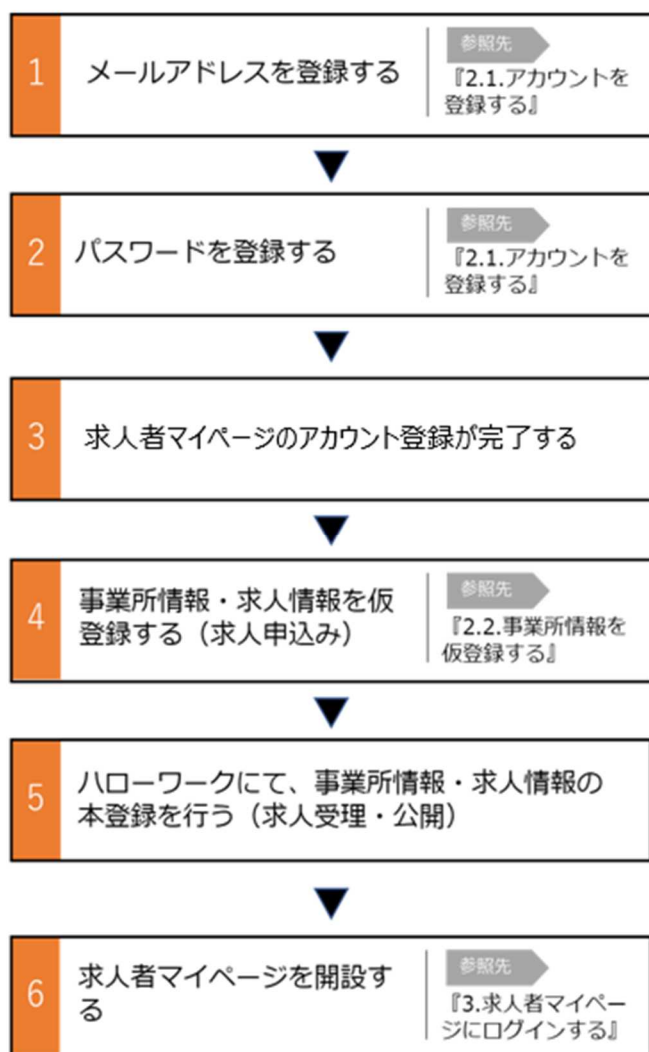 1
メールアドレスを登録する
参照先
『2.1.アカウントを
登録する』
2
パスワードを登録する
参照先
『2.1.アカウントを
登録する』
3
求人者マイページのアカウント登録が完了する
4
事業所情報・求人情報を仮
登録する（求人申込み）
参照先
『2.2.事業所情報を
仮登録する』
5
ハローワークにて、事業所情報・求人情報の
本登録を行う（求人受理・公開）
6
求人者マイページを開設す
る
参照先
『3.求人者マイペー
ジにログインする』